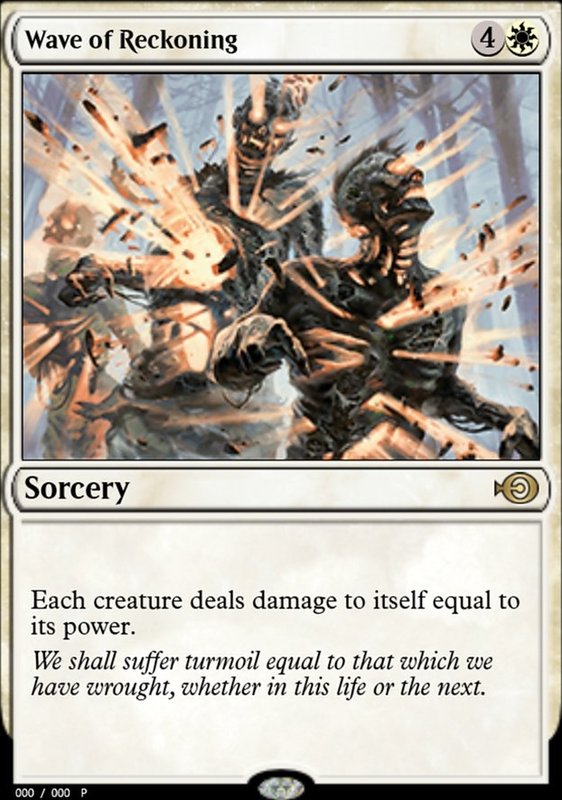 Wave of Reckoning
4
Sorcery
Each creature deals damage to itself equal to
its power.
We shall suffer turmoil equal to that which we
have wrought, whether in this life or the next.
000 / 000 P